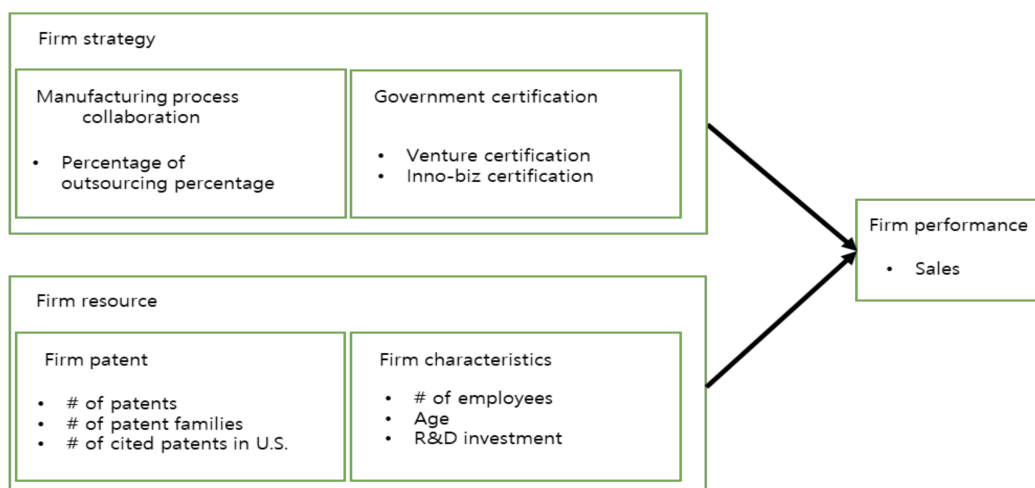 Firm strategy
Manufacturing process
collaboration
• Percentage of
outsourcing percentage
Government certification
• Venture certification
• Inno-biz certification
Firm performance
• Sales
Firm resource
Firm patent
• # of patents
• # of patent families
• # of cited patents in U.S.
Firm characteristics
• # of employees
• Age
• R&D investment